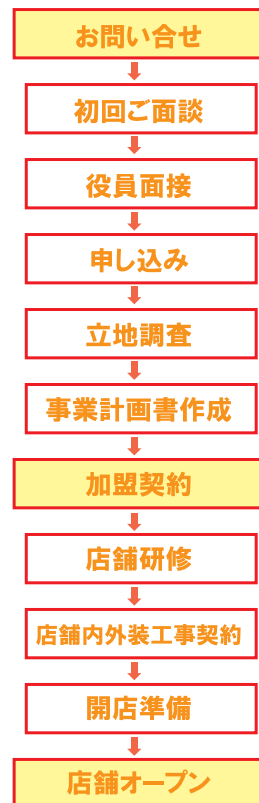 お問い合せ
初回ご面談
役員面接
申し込み
立地調査
事業計画書作成
加盟契約
店舗研修
店舗内外装工事契約
開店準備
店舗オープン